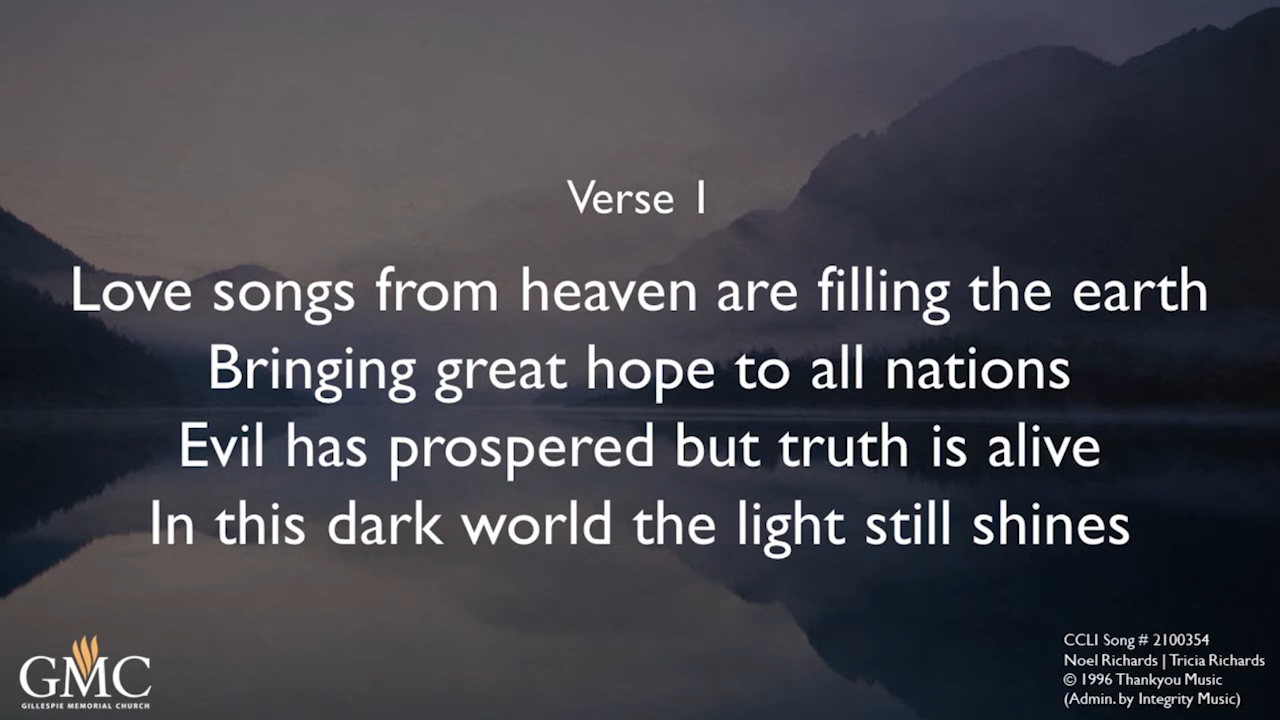 Verse 1
Love songs from heaven are filling the earth
Bringing great hope to all nations
Evil has prospered but truth is alive
In this dark world the light still shines
GMC
GILLESPIE MEMORIAL CHURCH
CCLI Song # 2100354
Noel Richards | Tricia Richards
© 1996 Thankyou Music
(Admin. by Integrity Music)